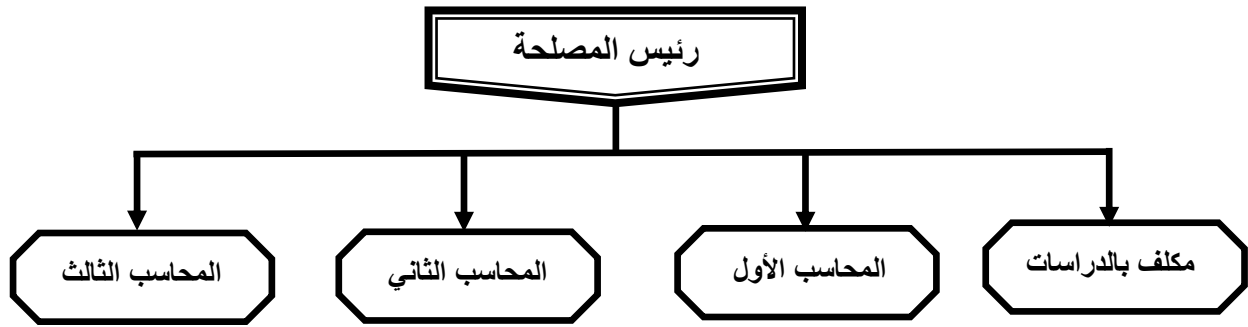 رئيس المصلحة
مكلف بالدراسات
المحاسب الأول
المحاسب الثاني
المحاسب الثالث